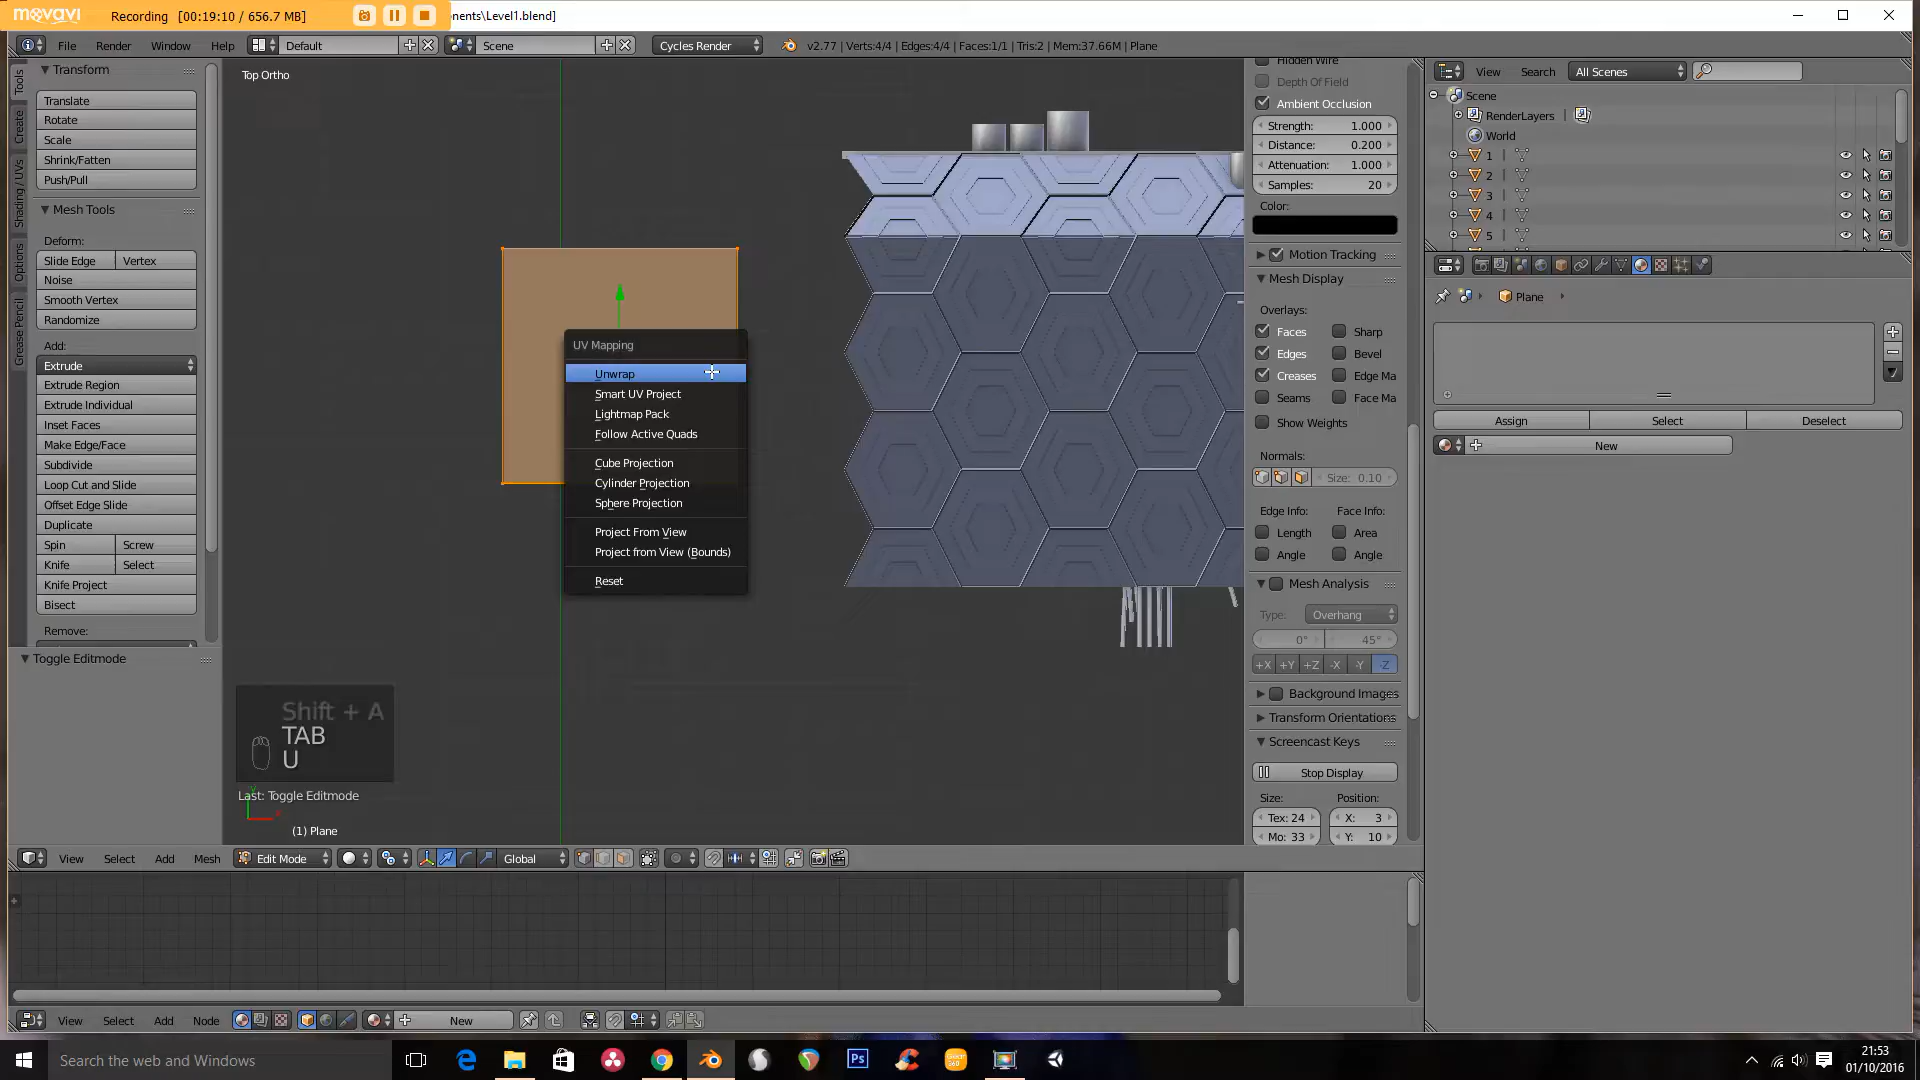 movavi Recording [00:19:10 / 656.7 MB] onents\Level1.blend]
File Render Window Help Default Scene Cycles Render v2.77 | Verts:4/4 | Edges:4/4 | Faces:1/1 | Tris:2 | Mem:37.66M | Plane
Tools
Create
Shading / UVs
Options
Grease Pencil
Transform
Translate
Rotate
Scale
Shrink/Fatten
Push/Pull
Mesh Tools
Deform:
Slide Edge Vertex
Noise
Smooth Vertex
Randomize
Add:
Extrude
Extrude Region
Extrude Individual
Inset Faces
Make Edge/Face
Subdivide
Loop Cut and Slide
Offset Edge Slide
Duplicate
Spin Screw
Knife Select
Knife Project
Bisect
Remove:
Toggle Editmode
Top Ortho
UV Mapping
Unwrap
Smart UV Project
Lightmap Pack
Follow Active Quads
Cube Projection
Cylinder Projection
Sphere Projection
Project From View
Project from View (Bounds)
Reset
Shift + A
TAB
U
Last: Toggle Editmode
(1) Plane
View Select Add Mesh Edit Mode Global
View Select Add Node New
Hidden Wire
Depth Of Field
Ambient Occlusion
Strength: 1.000
Distance: 0.200
Attenuation: 1.000
Samples: 20
Color:
Motion Tracking
Mesh Display
Overlays:
Faces Sharp
Edges Bevel
Creases Edge Ma
Seams Face Ma
Show Weights
Normals:
Size: 0.10
Edge Info: Face Info:
Length Area
Angle Angle
Mesh Analysis
Type: Overhang
0° 45°
+X +Y +Z -X -Y -Z
Background Images
Transform Orientations
Screencast Keys
Stop Display
Size: Position:
Tex: 24 X: 3
Mo: 33 Y: 10
View Search All Scenes
Scene
RenderLayers
World
1
2
3
4
5
Plane
Assign Select Deselect
New
Search the web and Windows
Ps
21:53
01/10/2016